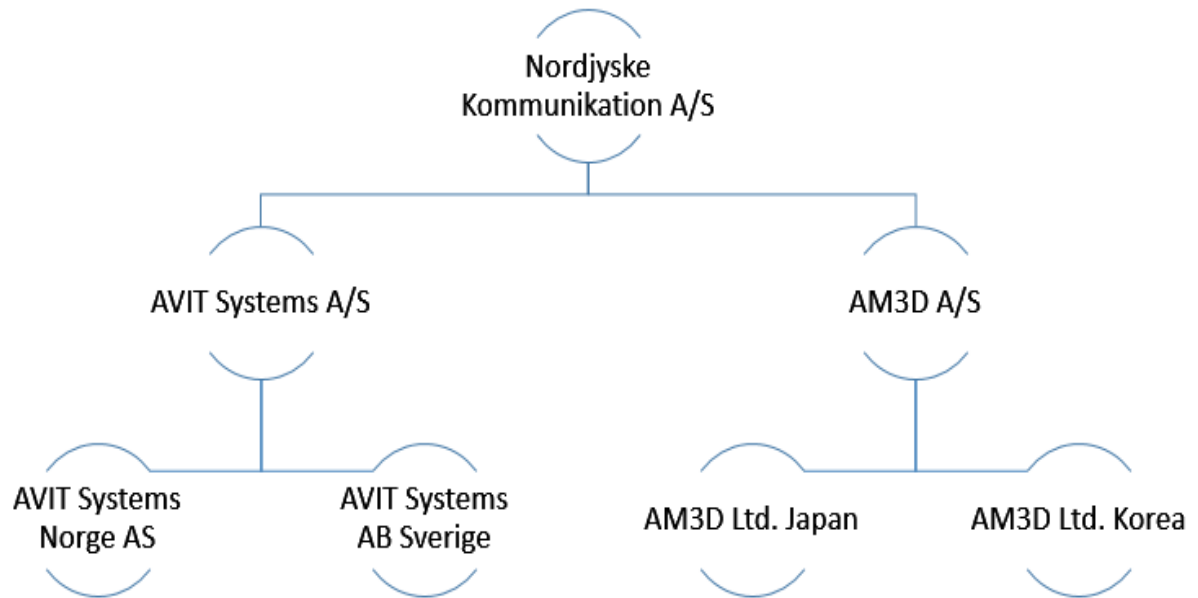 Nordjyske
Kommunikation A/S
AVIT Systems A/S
AM3D A/S
AVIT Systems
Norge AS
AVIT Systems
AB Sverige
AM3D Ltd. Japan
AM3D Ltd. Korea